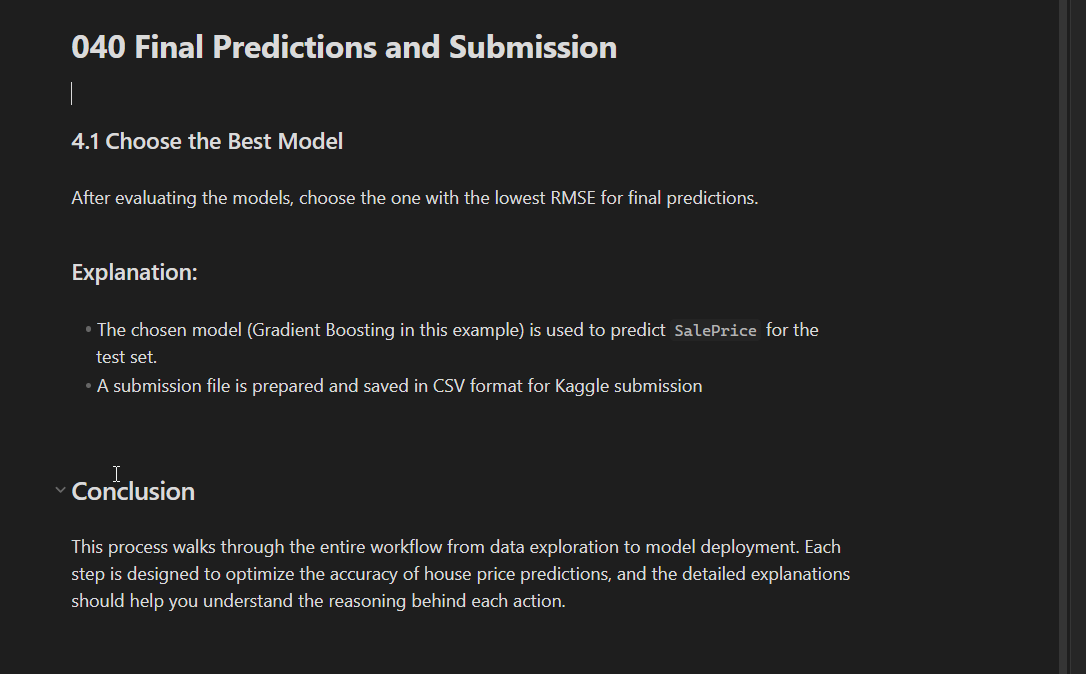 040 Final Predictions and Submission
4.1 Choose the Best Model
After evaluating the models, choose the one with the lowest RMSE for final predictions.
Explanation:
The chosen model (Gradient Boosting in this example) is used to predict SalePrice for the
test set.
A submission file is prepared and saved in CSV format for Kaggle submission
Conclusion
This process walks through the entire workflow from data exploration to model deployment. Each
step is designed to optimize the accuracy of house price predictions, and the detailed explanations
should help you understand the reasoning behind each action.